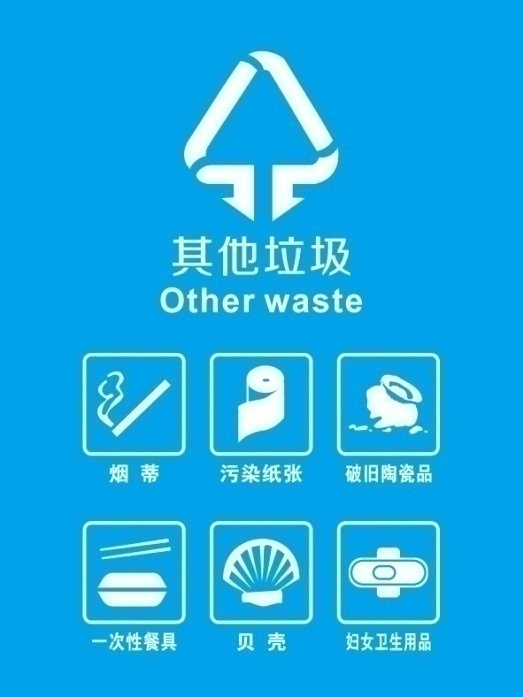 其他垃圾
Other waste
烟 蒂
污染纸张
破旧陶瓷品
一次性餐具
贝 壳
妇女卫生用品